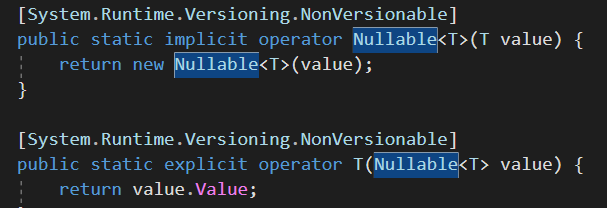 [System.Runtime.Versioning.NonVersionable]
public static implicit operator Nullable<T>(T value) {
    return new Nullable<T>(value);
}

[System.Runtime.Versioning.NonVersionable]
public static explicit operator T(Nullable<T> value) {
    return value.Value;